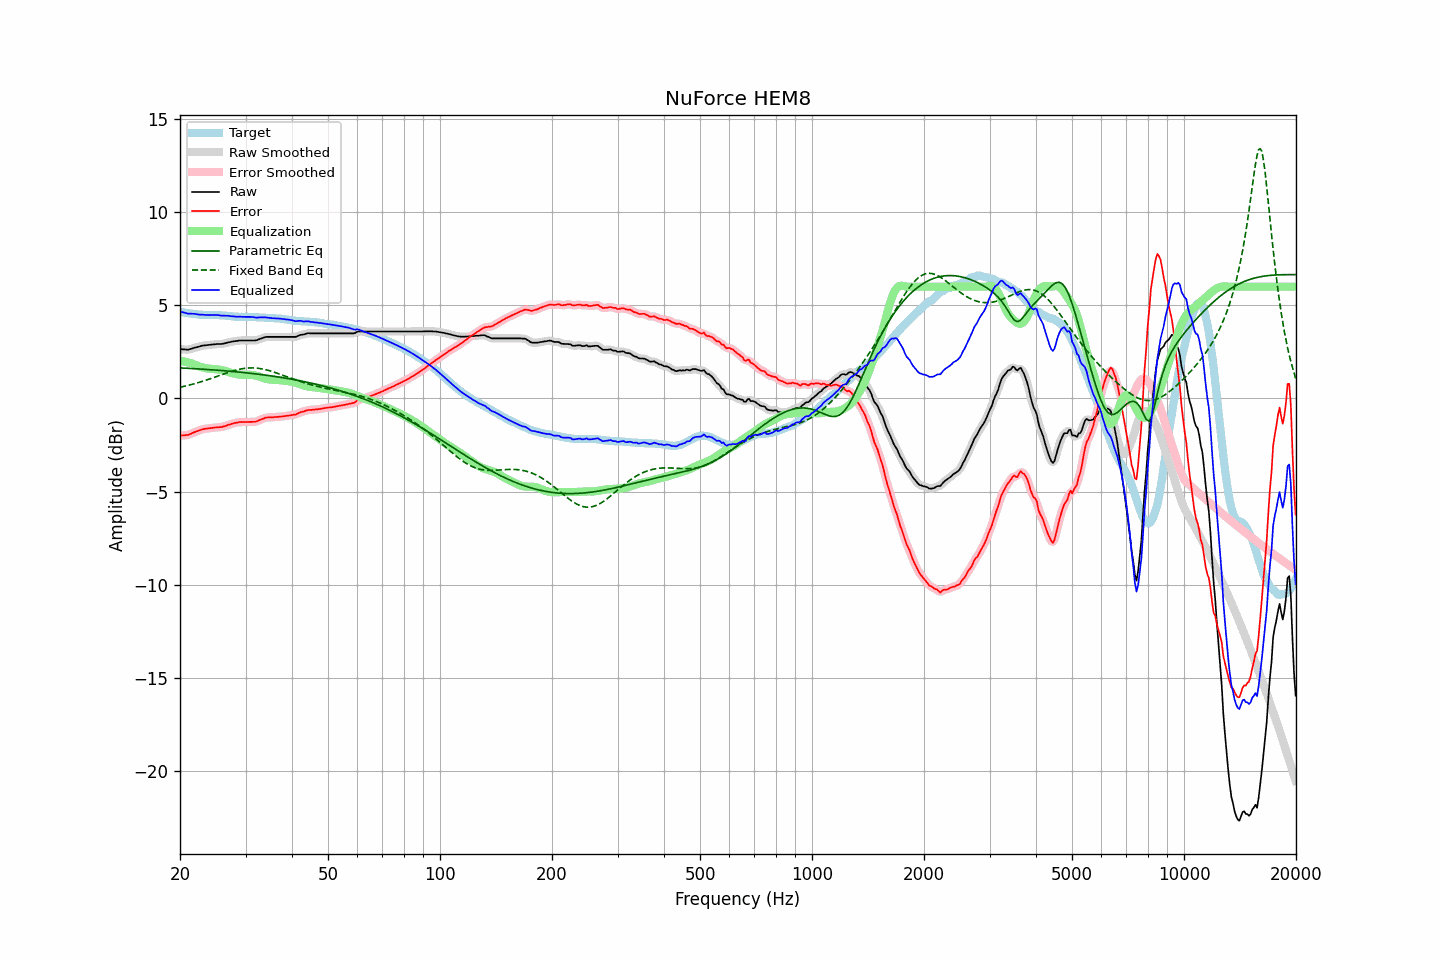 NuForce HEM8
Target
Raw Smoothed
Error Smoothed
Raw
Error
Equalization
Parametric Eq
Fixed Band Eq
Equalized
15
10
5
0
−5
−10
−15
−20
Amplitude (dBr)
20
50
100
200
500
1000
2000
5000
10000
20000
Frequency (Hz)